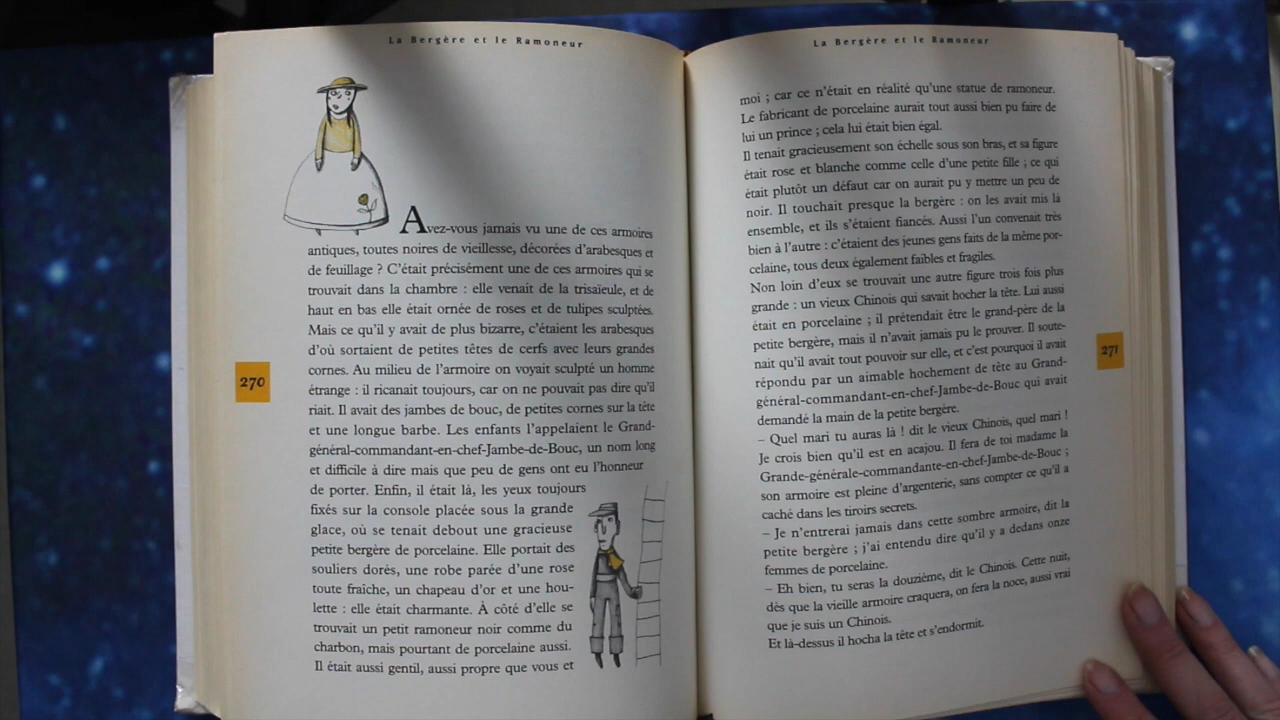 La Bergère et le Ramoneur
Avez-vous jamais vu une de ces armoires
antiques, toutes noires de vieillesse, décorées d'arabesques et
de feuillage ? C'était précisément une de ces armoires qui se
trouvait dans la chambre : elle venait de la trisaïeule, et de
haut en bas elle était ornée de roses et de tulipes sculptées.
Mais ce qu'il y avait de plus bizarre, c'étaient les arabesques
d'où sortaient de petites têtes de cerfs avec leurs grandes
cornes. Au milieu de l'armoire on voyait sculpté un homme
étrange : il ricanait toujours, car on ne pouvait pas dire qu'il
riait. Il avait des jambes de bouc, de petites cornes sur la tête
et une longue barbe. Les enfants l'appelaient le Grand-
général-commandant-en-chef-Jambe-de-Bouc, un nom long
et difficile à dire mais que peu de gens ont eu l'honneur
de porter. Enfin, il était là, les yeux toujours
fixés sur la console placée sous la grande
glace, où se tenait debout une gracieuse
petite bergère de porcelaine. Elle portait des
souliers dorés, une robe parée d'une rose
toute fraîche, un chapeau d'or et une hou-
lette : elle était charmante. À côté d'elle se
trouvait un petit ramoneur noir comme du
charbon, mais pourtant de porcelaine aussi.
Il était aussi gentil, aussi propre que vous et
270
La Bergère et le Ramoneur
moi ; car ce n'était en réalité qu'une statue de ramoneur.
Le fabricant de porcelaine aurait tout aussi bien pu faire de
lui un prince ; cela lui était bien égal.
Il tenait gracieusement son échelle sous son bras, et sa figure
était rose et blanche comme celle d'une petite fille ; ce qui
était plutôt un défaut car on aurait pu y mettre un peu de
noir. Il touchait presque la bergère : on les avait mis là
ensemble, et ils s'étaient fiancés. Aussi l'un convenait très
bien à l'autre : c'étaient des jeunes gens faits de la même por-
celaine, tous deux également faibles et fragiles.
Non loin d'eux se trouvait une autre figure trois fois plus
grande : un vieux Chinois qui savait hocher la tête. Lui aussi
était en porcelaine ; il prétendait être le grand-père de la
petite bergère, mais il n'avait jamais pu le prouver. Il soute-
nait qu'il avait tout pouvoir sur elle, et c'est pourquoi il avait
répondu par un aimable hochement de tête au Grand-
général-commandant-en-chef-Jambe-de-Bouc qui avait
demandé la main de la petite bergère.
– Quel mari tu auras là ! dit le vieux Chinois, quel mari !
Je crois bien qu'il est en acajou. Il fera de toi madame la
Grande-générale-commandante-en-chef-Jambe-de-Bouc ;
son armoire est pleine d'argenterie, sans compter ce qu'il a
caché dans les tiroirs secrets.
– Je n'entrerai jamais dans cette sombre armoire, dit la
petite bergère ; j'ai entendu dire qu'il y a dedans onze
femmes de porcelaine.
– Eh bien, tu seras la douzième, dit le Chinois. Cette nuit,
dès que la vieille armoire craquera, on fera la noce, aussi vrai
que je suis un Chinois.
Et là-dessus il hocha la tête et s'endormit.
271